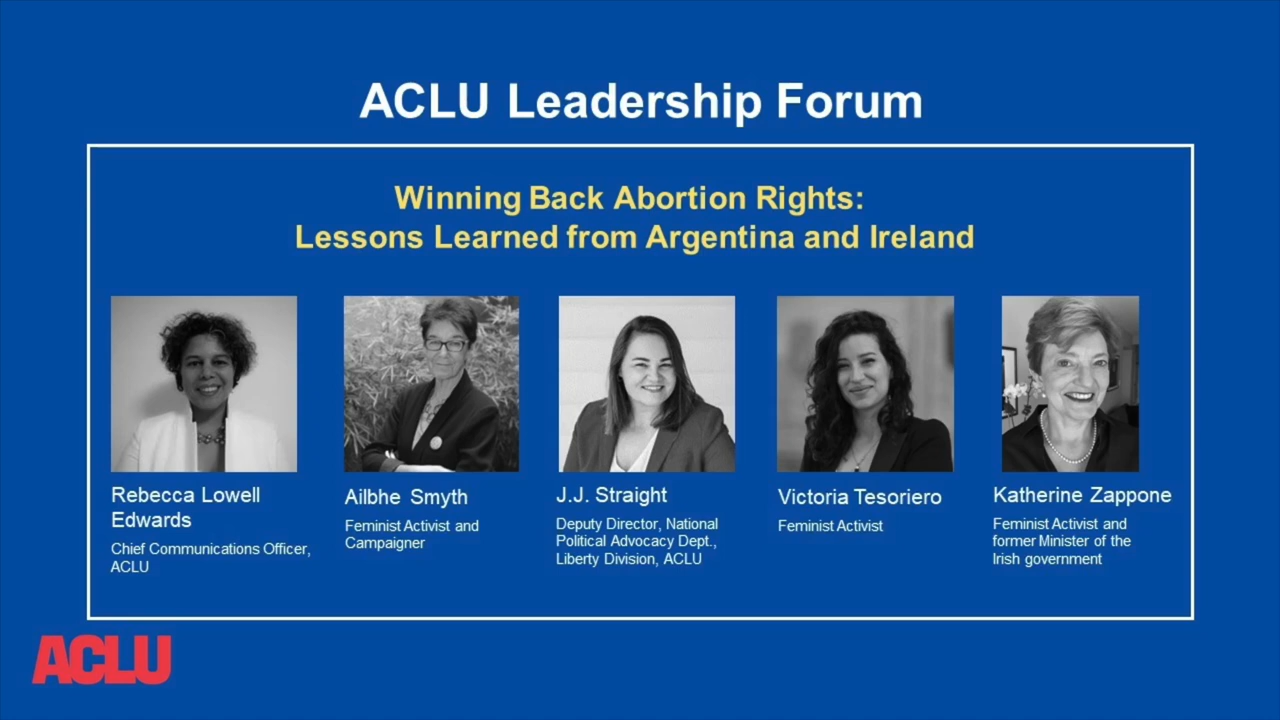 ACLU Leadership Forum
Winning Back Abortion Rights:
Lessons Learned from Argentina and Ireland
Rebecca Lowell
Edwards
Chief Communications Officer,
ACLU
Ailbhe Smyth
Feminist Activist and
Campaigner
J.J. Straight
Deputy Director, National
Political Advocacy Dept.,
Liberty Division, ACLU
Victoria Tesoriero
Feminist Activist
Katherine Zappone
Feminist Activist and
former Minister of the
Irish government
ACLU